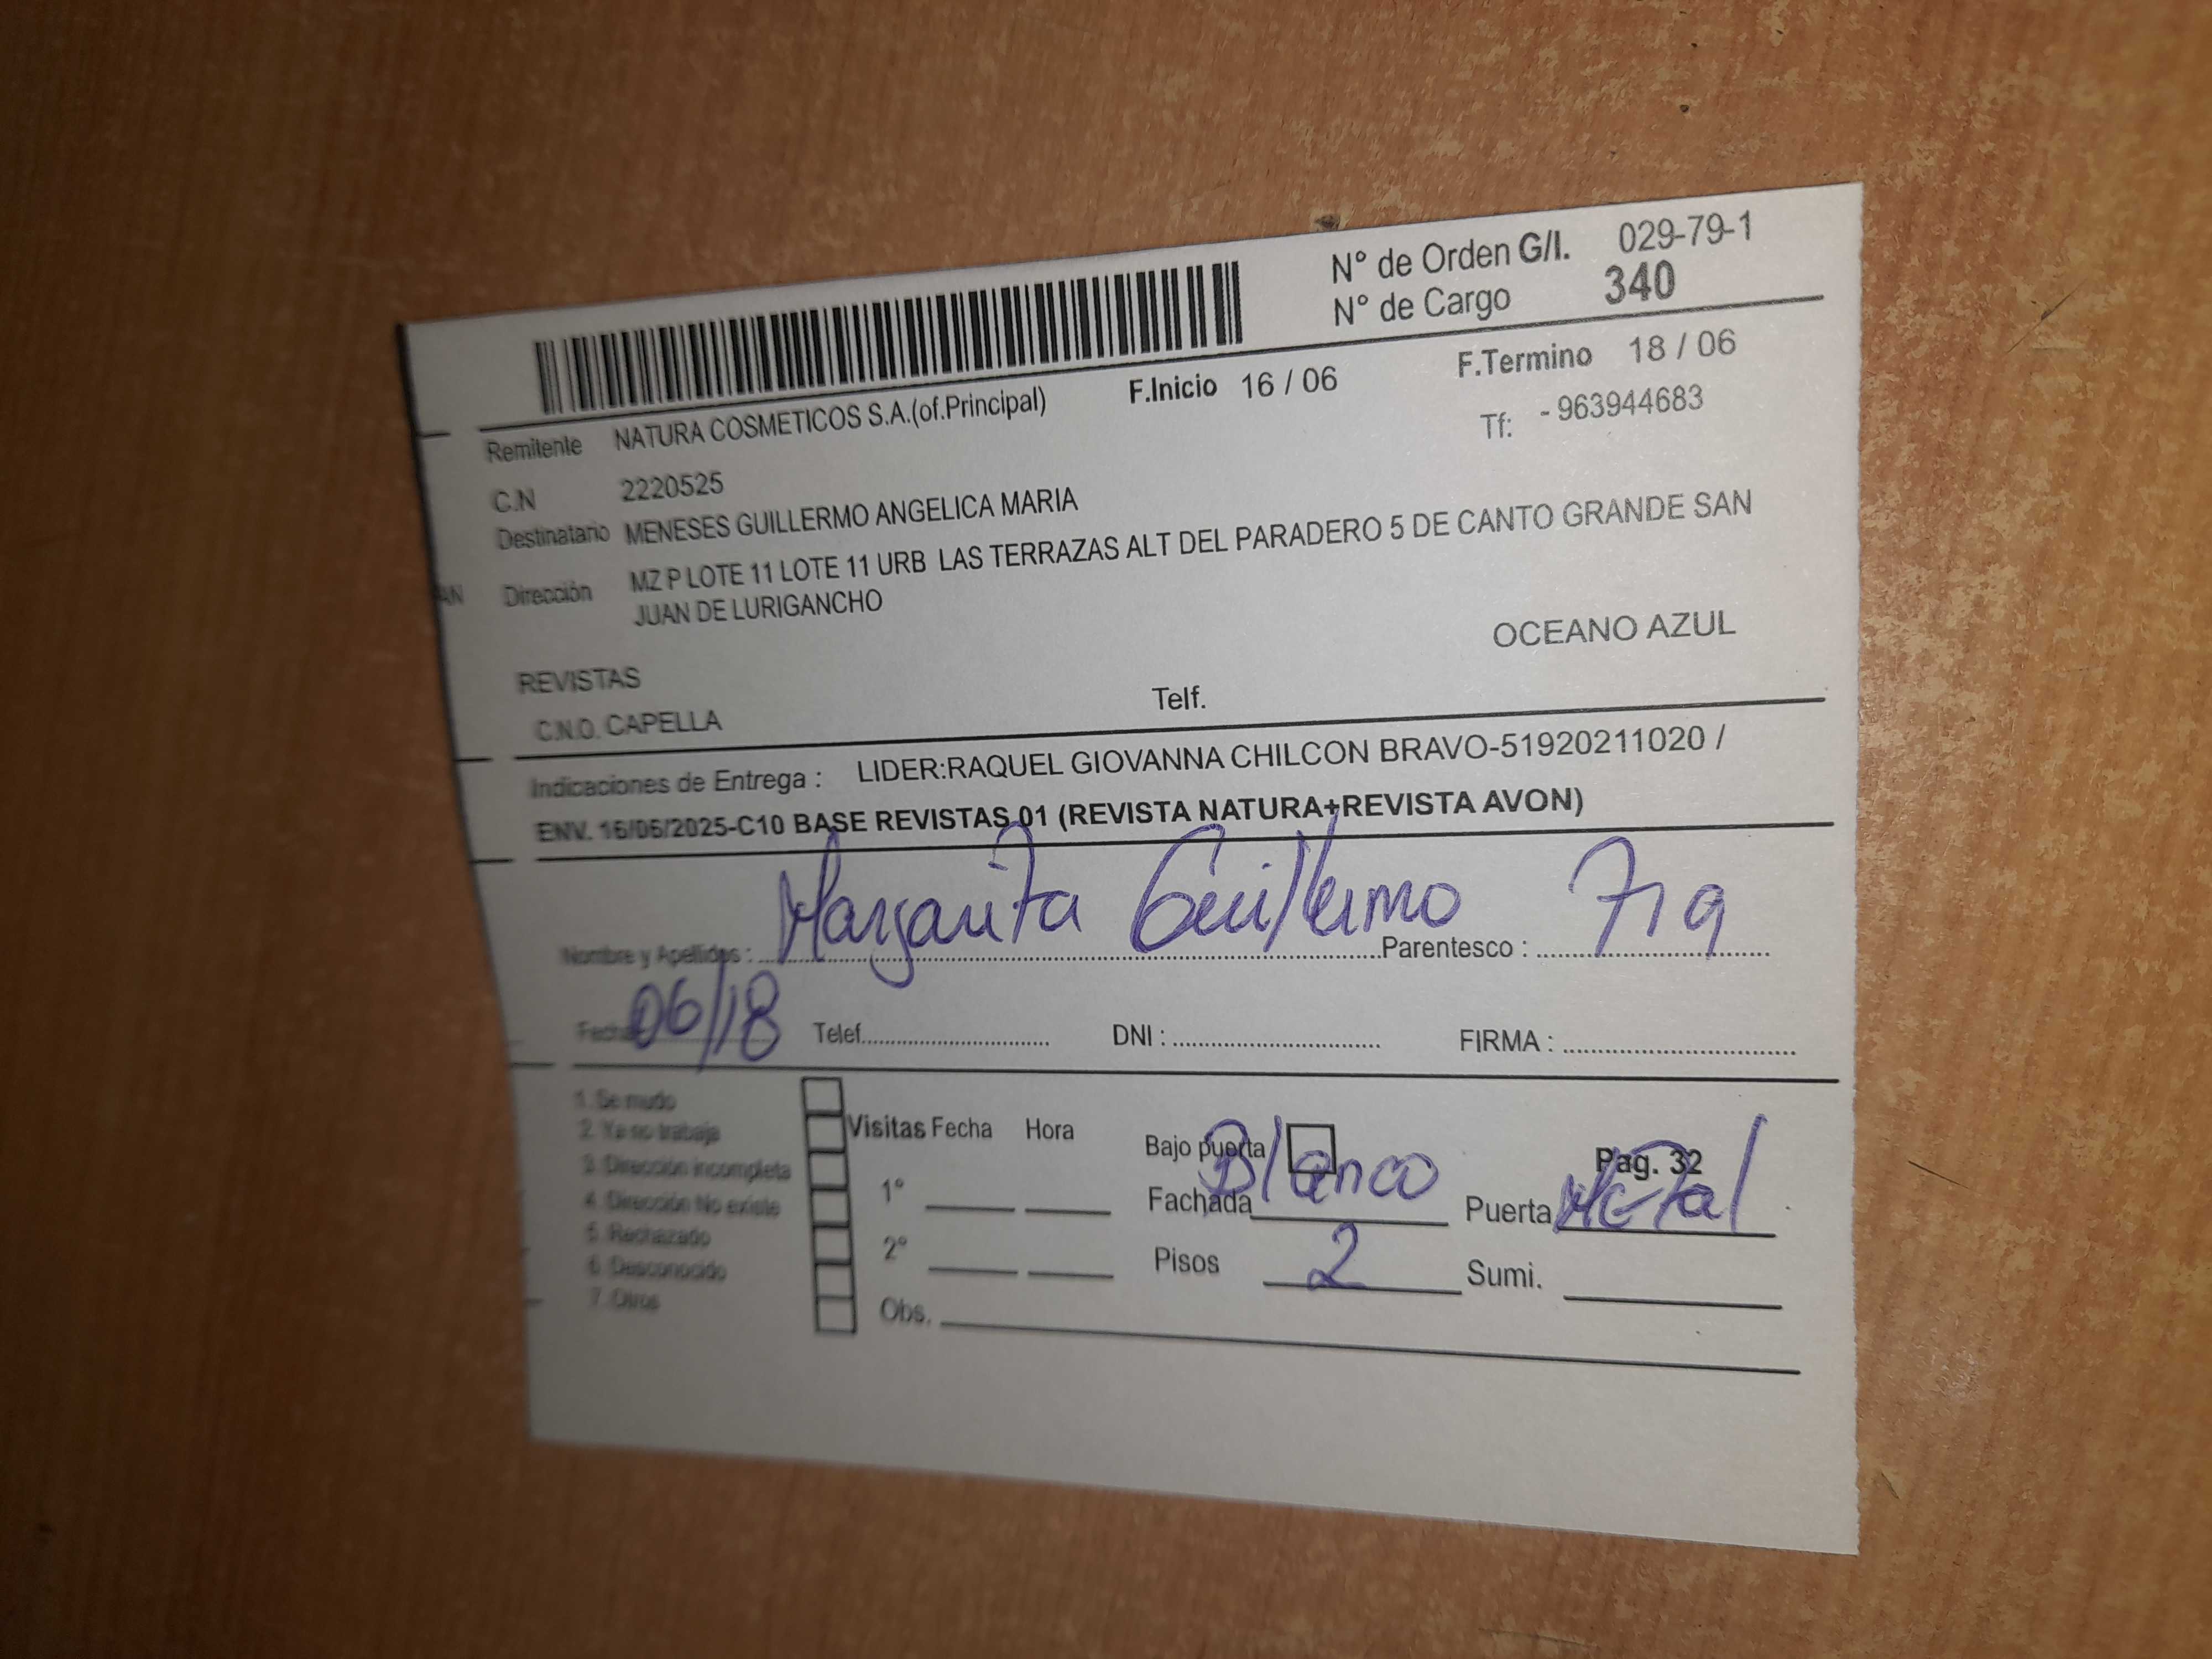 N° de Orden G/I. 029-79-1
N° de Cargo 340
F.Inicio 16 / 06 F.Termino 18 / 06
Remitente NATURA COSMETICOS S.A.(of.Principal) Tf: - 963944683
C.N 2220525
Destinatario MENESES GUILLERMO ANGELICA MARIA
AN Dirección MZ P LOTE 11 LOTE 11 URB LAS TERRAZAS ALT DEL PARADERO 5 DE CANTO GRANDE SAN
JUAN DE LURIGANCHO
OCEANO AZUL
REVISTAS
C.N.O. CAPELLA Telf.
Indicaciones de Entrega : LIDER:RAQUEL GIOVANNA CHILCON BRAVO-51920211020 /
ENV. 16/06/2025-C10 BASE REVISTAS 01 (REVISTA NATURA+REVISTA AVON)
Nombre y Apellidos : Margarita Guillermo Parentesco : Tia
Fecha 06/18 Telef. DNI : FIRMA :
1. Se mudo
2. Ya no trabaja
3. Dirección incompleta
4. Dirección No existe
5. Rechazado
6. Desconocido
7. Otros
Visitas Fecha Hora
1°
2°
Obs.
Bajo puerta Pag. 32
Fachada Blanco Puerta Metal
Pisos 2 Sumi.